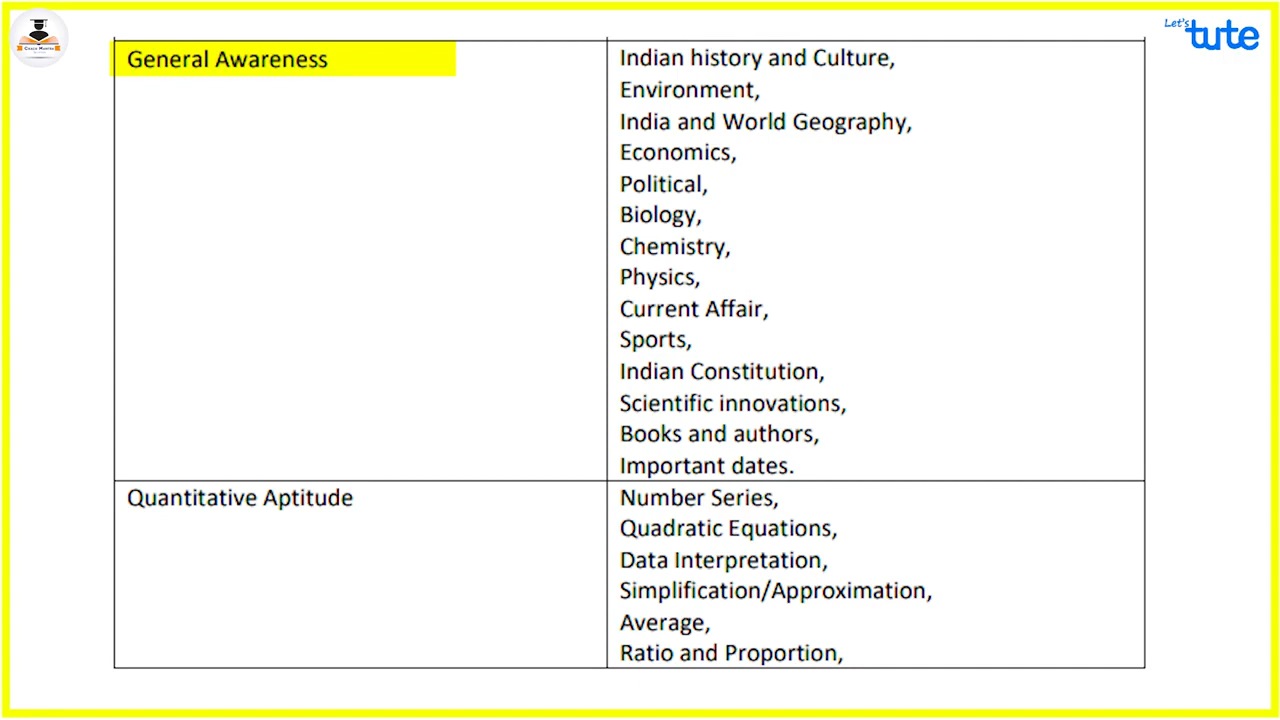 Let's
tute
General Awareness
Indian history and Culture,
Environment,
India and World Geography,
Economics,
Political,
Biology,
Chemistry,
Physics,
Current Affair,
Sports,
Indian Constitution,
Scientific innovations,
Books and authors,
Important dates.
Quantitative Aptitude
Number Series,
Quadratic Equations,
Data Interpretation,
Simplification/Approximation,
Average,
Ratio and Proportion,